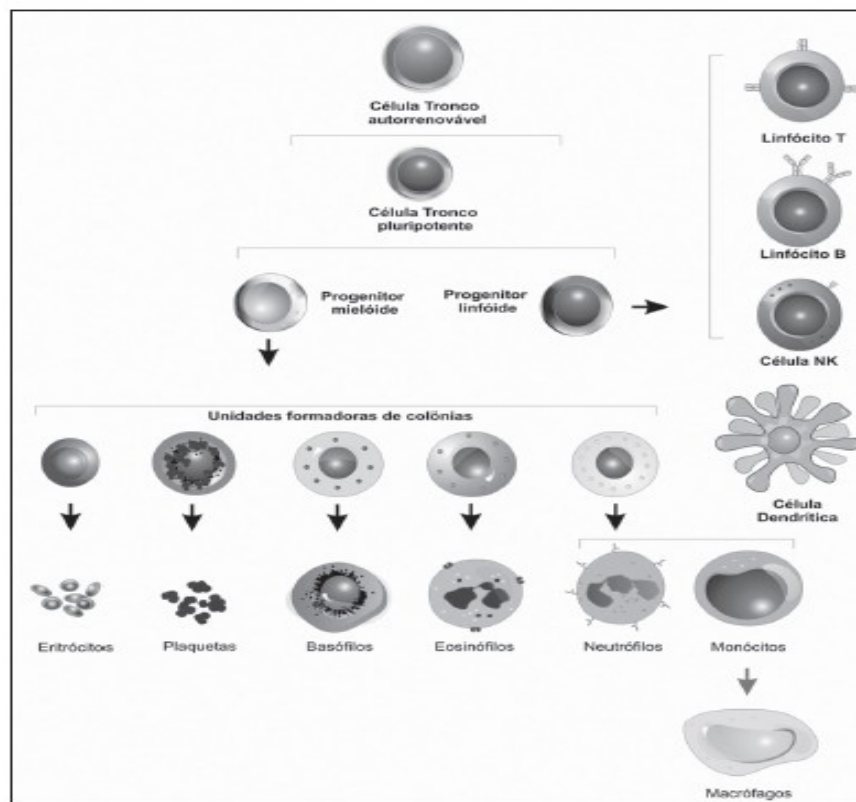 Célula Tronco
autorrenovável
Célula Tronco
pluripotente
Progenitor
mielóide
Progenitor
linfóide
Linfócito T
Linfócito B
Célula NK
Célula
Dendrítica
Unidades formadoras de colônias
Eritrócitos
Plaquetas
Basófilos
Eosinófilos
Neutrófilos
Monócitos
Macrófagos